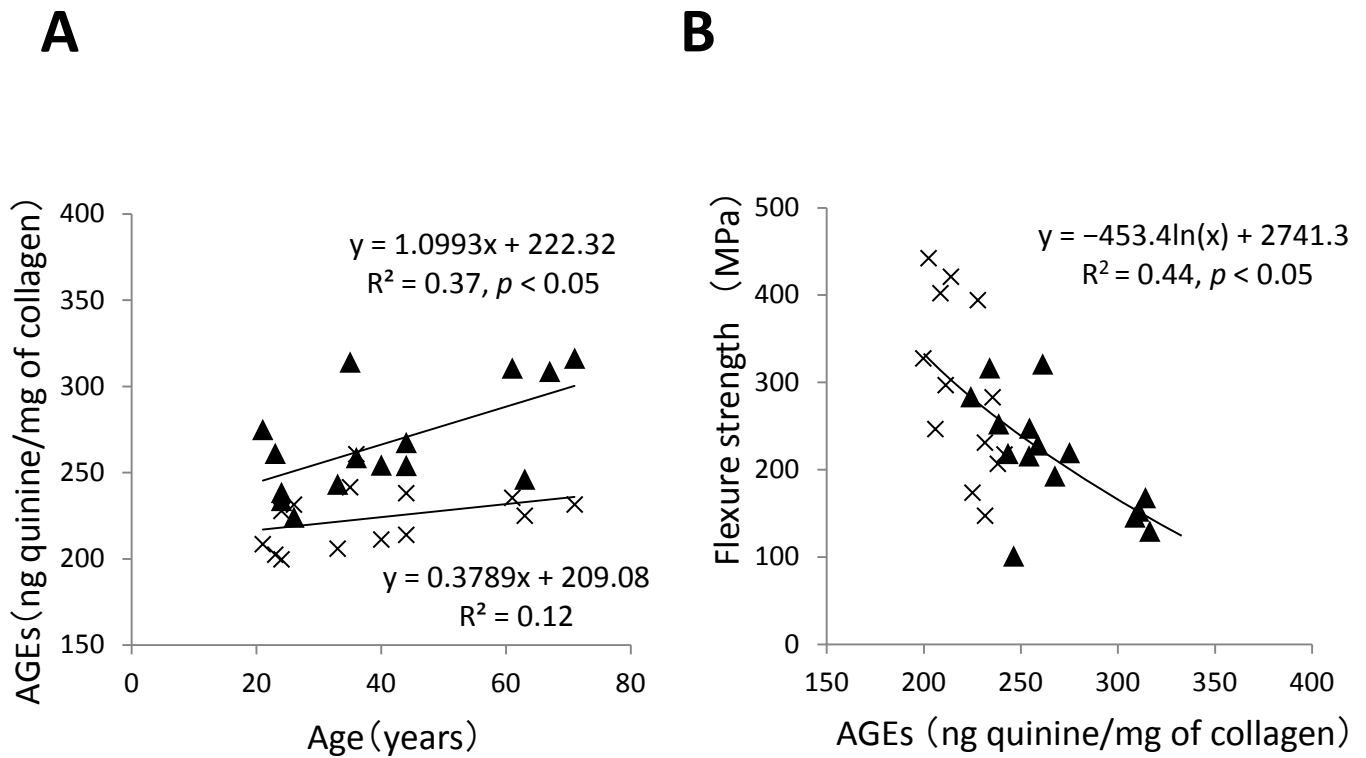 A
B
AGEs（ng quinine/mg of collagen）
400
350
300
250
200
150
0
20
40
60
80
Age（years）
y = 1.0993x + 222.32
R² = 0.37, p < 0.05
y = 0.3789x + 209.08
R² = 0.12
Flexure strength （MPa）
500
400
300
200
100
0
150
200
250
300
350
400
AGEs （ng quinine/mg of collagen）
y = −453.4ln(x) + 2741.3
R² = 0.44, p < 0.05